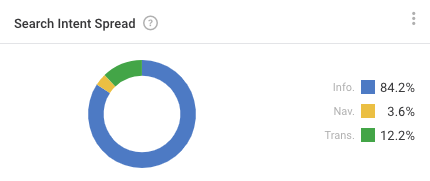 Search Intent Spread ?
Info. 84.2%
Nav. 3.6%
Trans. 12.2%